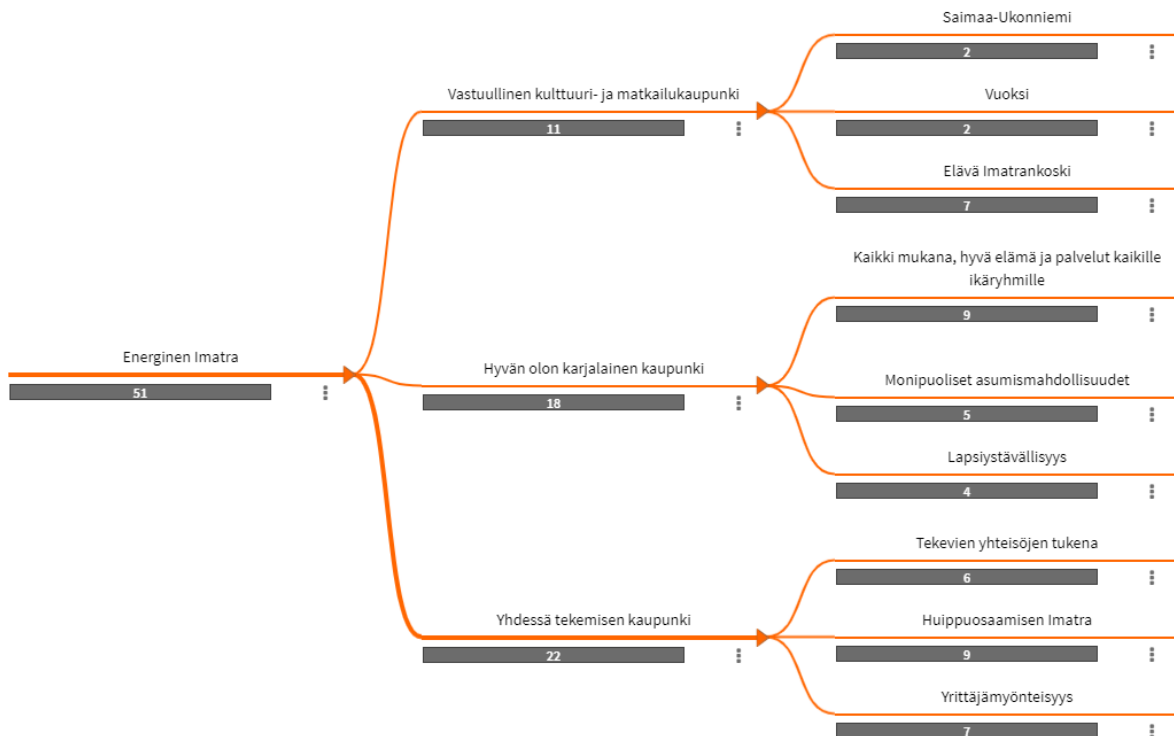 Saimaa-Ukonniemi
2
Vastuullinen kulttuuri- ja matkailukaupunki
11
Vuoksi
2
Elävä Imatrankoski
7
Kaikki mukana, hyvä elämä ja palvelut kaikille
ikäryhmille
9
Energinen Imatra
51
Hyvän olon karjalainen kaupunki
18
Monipuoliset asumismahdollisuudet
5
Lapsiystävällisyys
4
Tekevien yhteisöjen tukena
6
Yhdessä tekemisen kaupunki
22
Huippuosaamisen Imatra
9
Yrittäjämyönteisyys
7